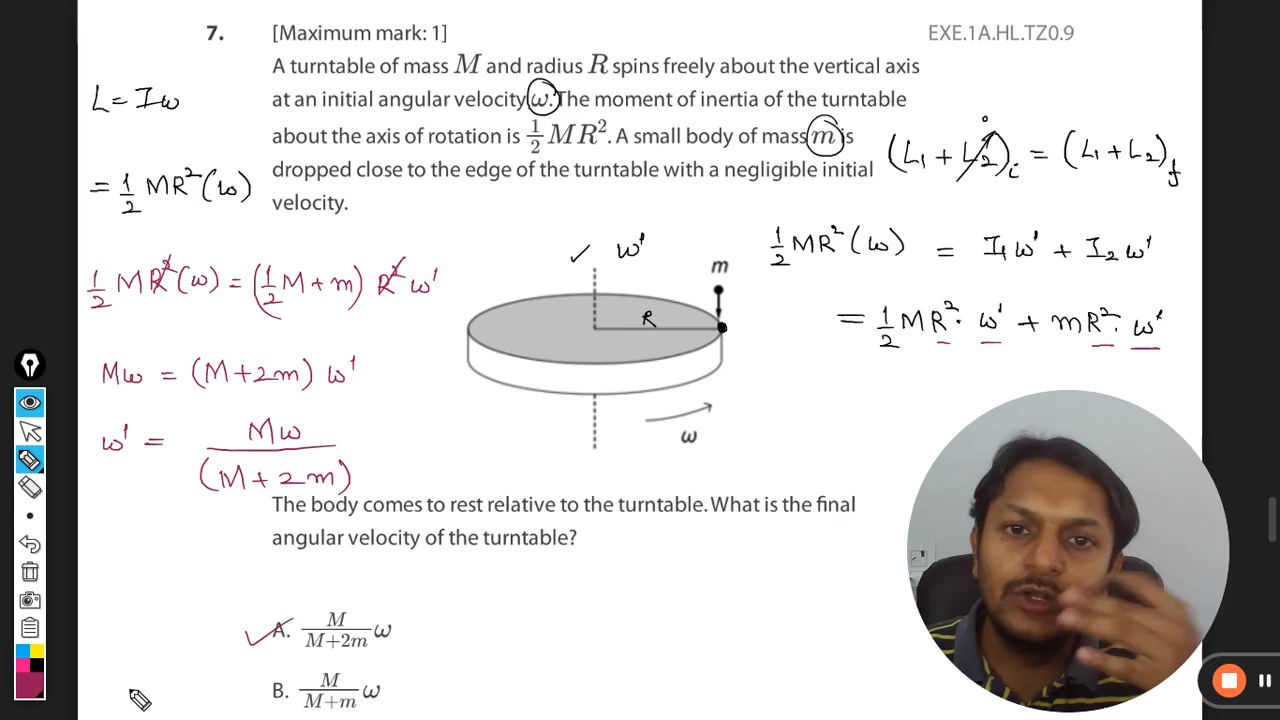 7. [Maximum mark: 1] EXE.1A.HL.TZ0.9
A turntable of mass M and radius R spins freely about the vertical axis
at an initial angular velocity ω. The moment of inertia of the turntable
about the axis of rotation is 1/2 MR². A small body of mass m is
dropped close to the edge of the turntable with a negligible initial
velocity.
L = Iω
= 1/2 MR²(ω)
1/2 MR²(ω) = (1/2 M + m) R² ω'
Mω = (M+2m) ω'
ω' = Mω/(M+2m)
✓ ω'
m
R
ω
(L₁ + L₂)i = (L₁ + L₂)f
0
1/2 MR²(ω) = I₁ω' + I₂ω'
= 1/2 MR². ω' + mR². ω'
The body comes to rest relative to the turntable. What is the final
angular velocity of the turntable?
✓ A. M/(M+2m) ω
B. M/(M+m) ω